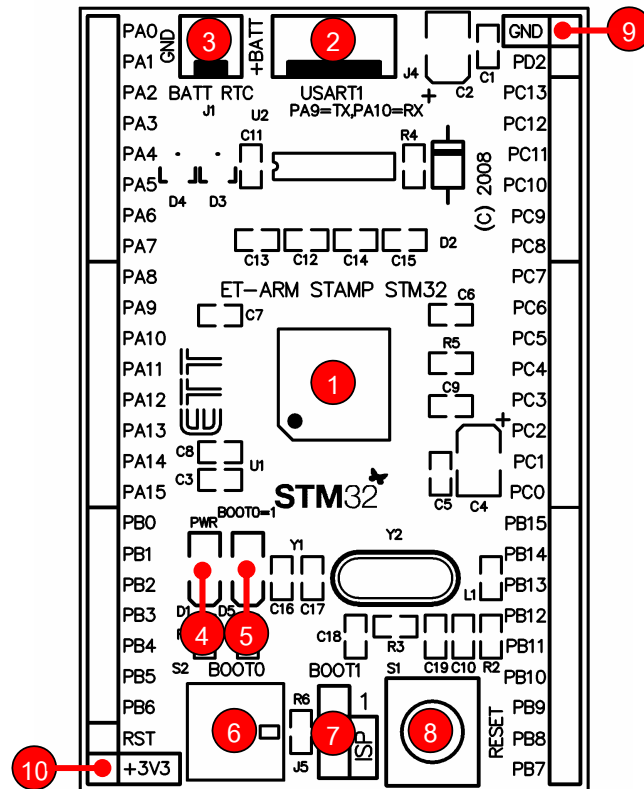 PA0
PA1
PA2
PA3
PA4
PA5
PA6
PA7
PA8
PA9
PA10
PA11
PA12
PA13
PA14
PA15
PB0
PB1
PB2
PB3
PB4
PB5
PB6
RST
+3V3
10
GND
3
+BATT
BATT RTC
J1
2
USART1
J4
PA9=TX,PA10=RX
U2
C2
+
C1
C11
R4
D4
D3
(C) 2008
C13
C12
C14
C15
D2
ET-ARM STAMP STM32
C7
C6
R5
C9
1
ETT
C8
C3
U1
+
C5
C4
STM32
PWR
BOOT0=1
Y1
Y2
C16
C17
L1
D1
D5
4
5
C18
R3
C19
C10
R2
S2
BOOT0
BOOT1
S1
6
R6
J5
7
1
ISP
8
RESET
9
GND
PD2
PC13
PC12
PC11
PC10
PC9
PC8
PC7
PC6
PC5
PC4
PC3
PC2
PC1
PC0
PB15
PB14
PB13
PB12
PB11
PB10
PB9
PB8
PB7